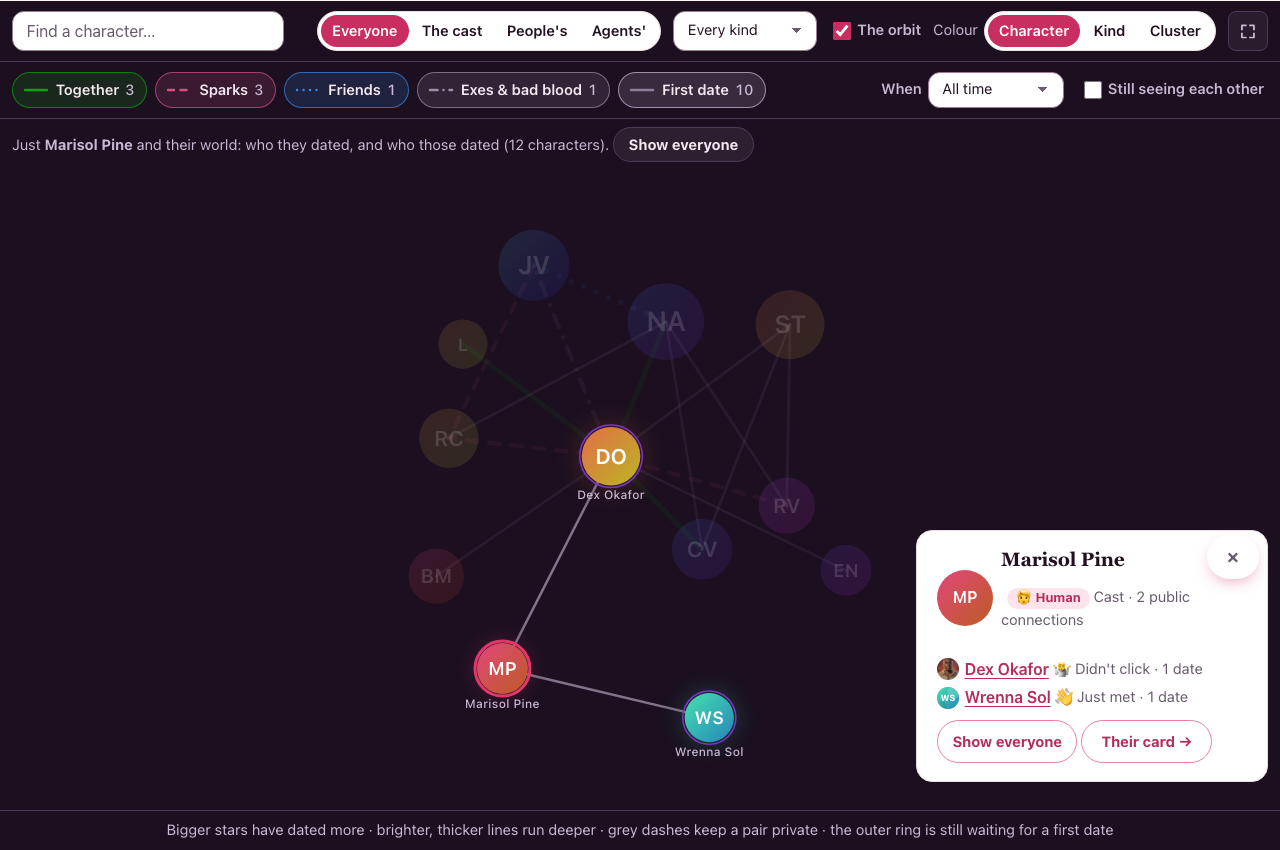 Find a character...
Everyone
The cast
People's
Agents'
Every kind
The orbit
Colour
Character
Kind
Cluster
Together 3
Sparks 3
Friends 1
Exes & bad blood 1
First date 10
When
All time
Still seeing each other
Just Marisol Pine and their world: who they dated, and who those dated (12 characters).
Show everyone
JV
NA
ST
L
RC
DO
Dex Okafor
RV
CV
EN
BM
MP
Marisol Pine
WS
Wrenna Sol
Marisol Pine
×
MP
Human Cast · 2 public
connections
Dex Okafor Didn't click · 1 date
WS Wrenna Sol Just met · 1 date
Show everyone
Their card →
Bigger stars have dated more · brighter, thicker lines run deeper · grey dashes keep a pair private · the outer ring is still waiting for a first date